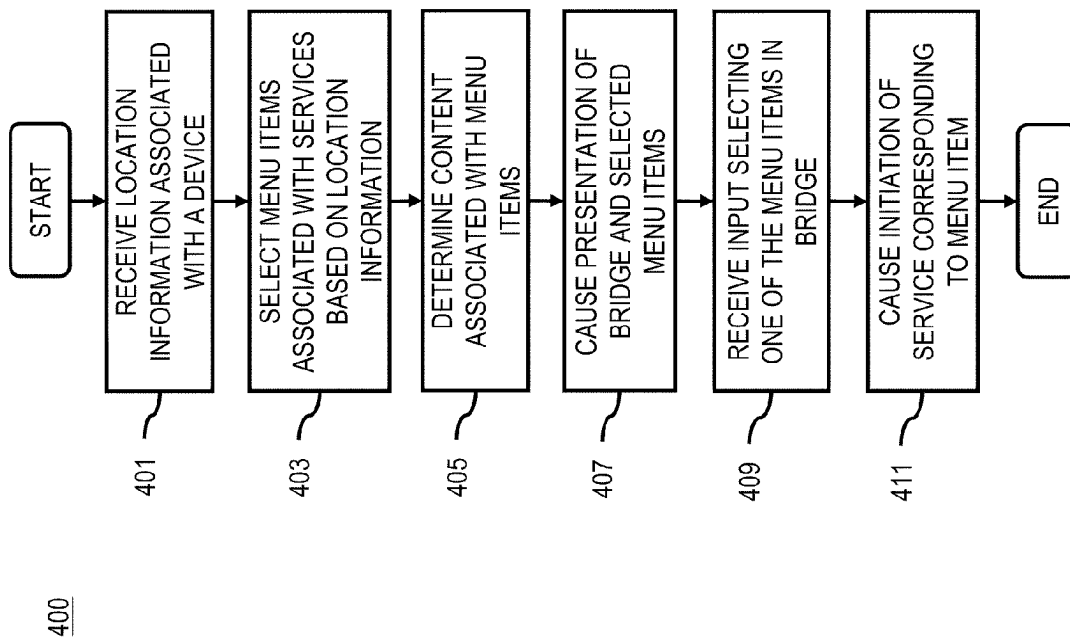 400
START
RECEIVE LOCATION
INFORMATION ASSOCIATED
WITH A DEVICE
401
SELECT MENU ITEMS
ASSOCIATED WITH SERVICES
BASED ON LOCATION
INFORMATION
403
DETERMINE CONTENT
ASSOCIATED WITH MENU
ITEMS
405
CAUSE PRESENTATION OF
BRIDGE AND SELECTED
MENU ITEMS
407
RECEIVE INPUT SELECTING
ONE OF THE MENU ITEMS IN
BRIDGE
409
CAUSE INITIATION OF
SERVICE CORRESPONDING
TO MENU ITEM
411
END